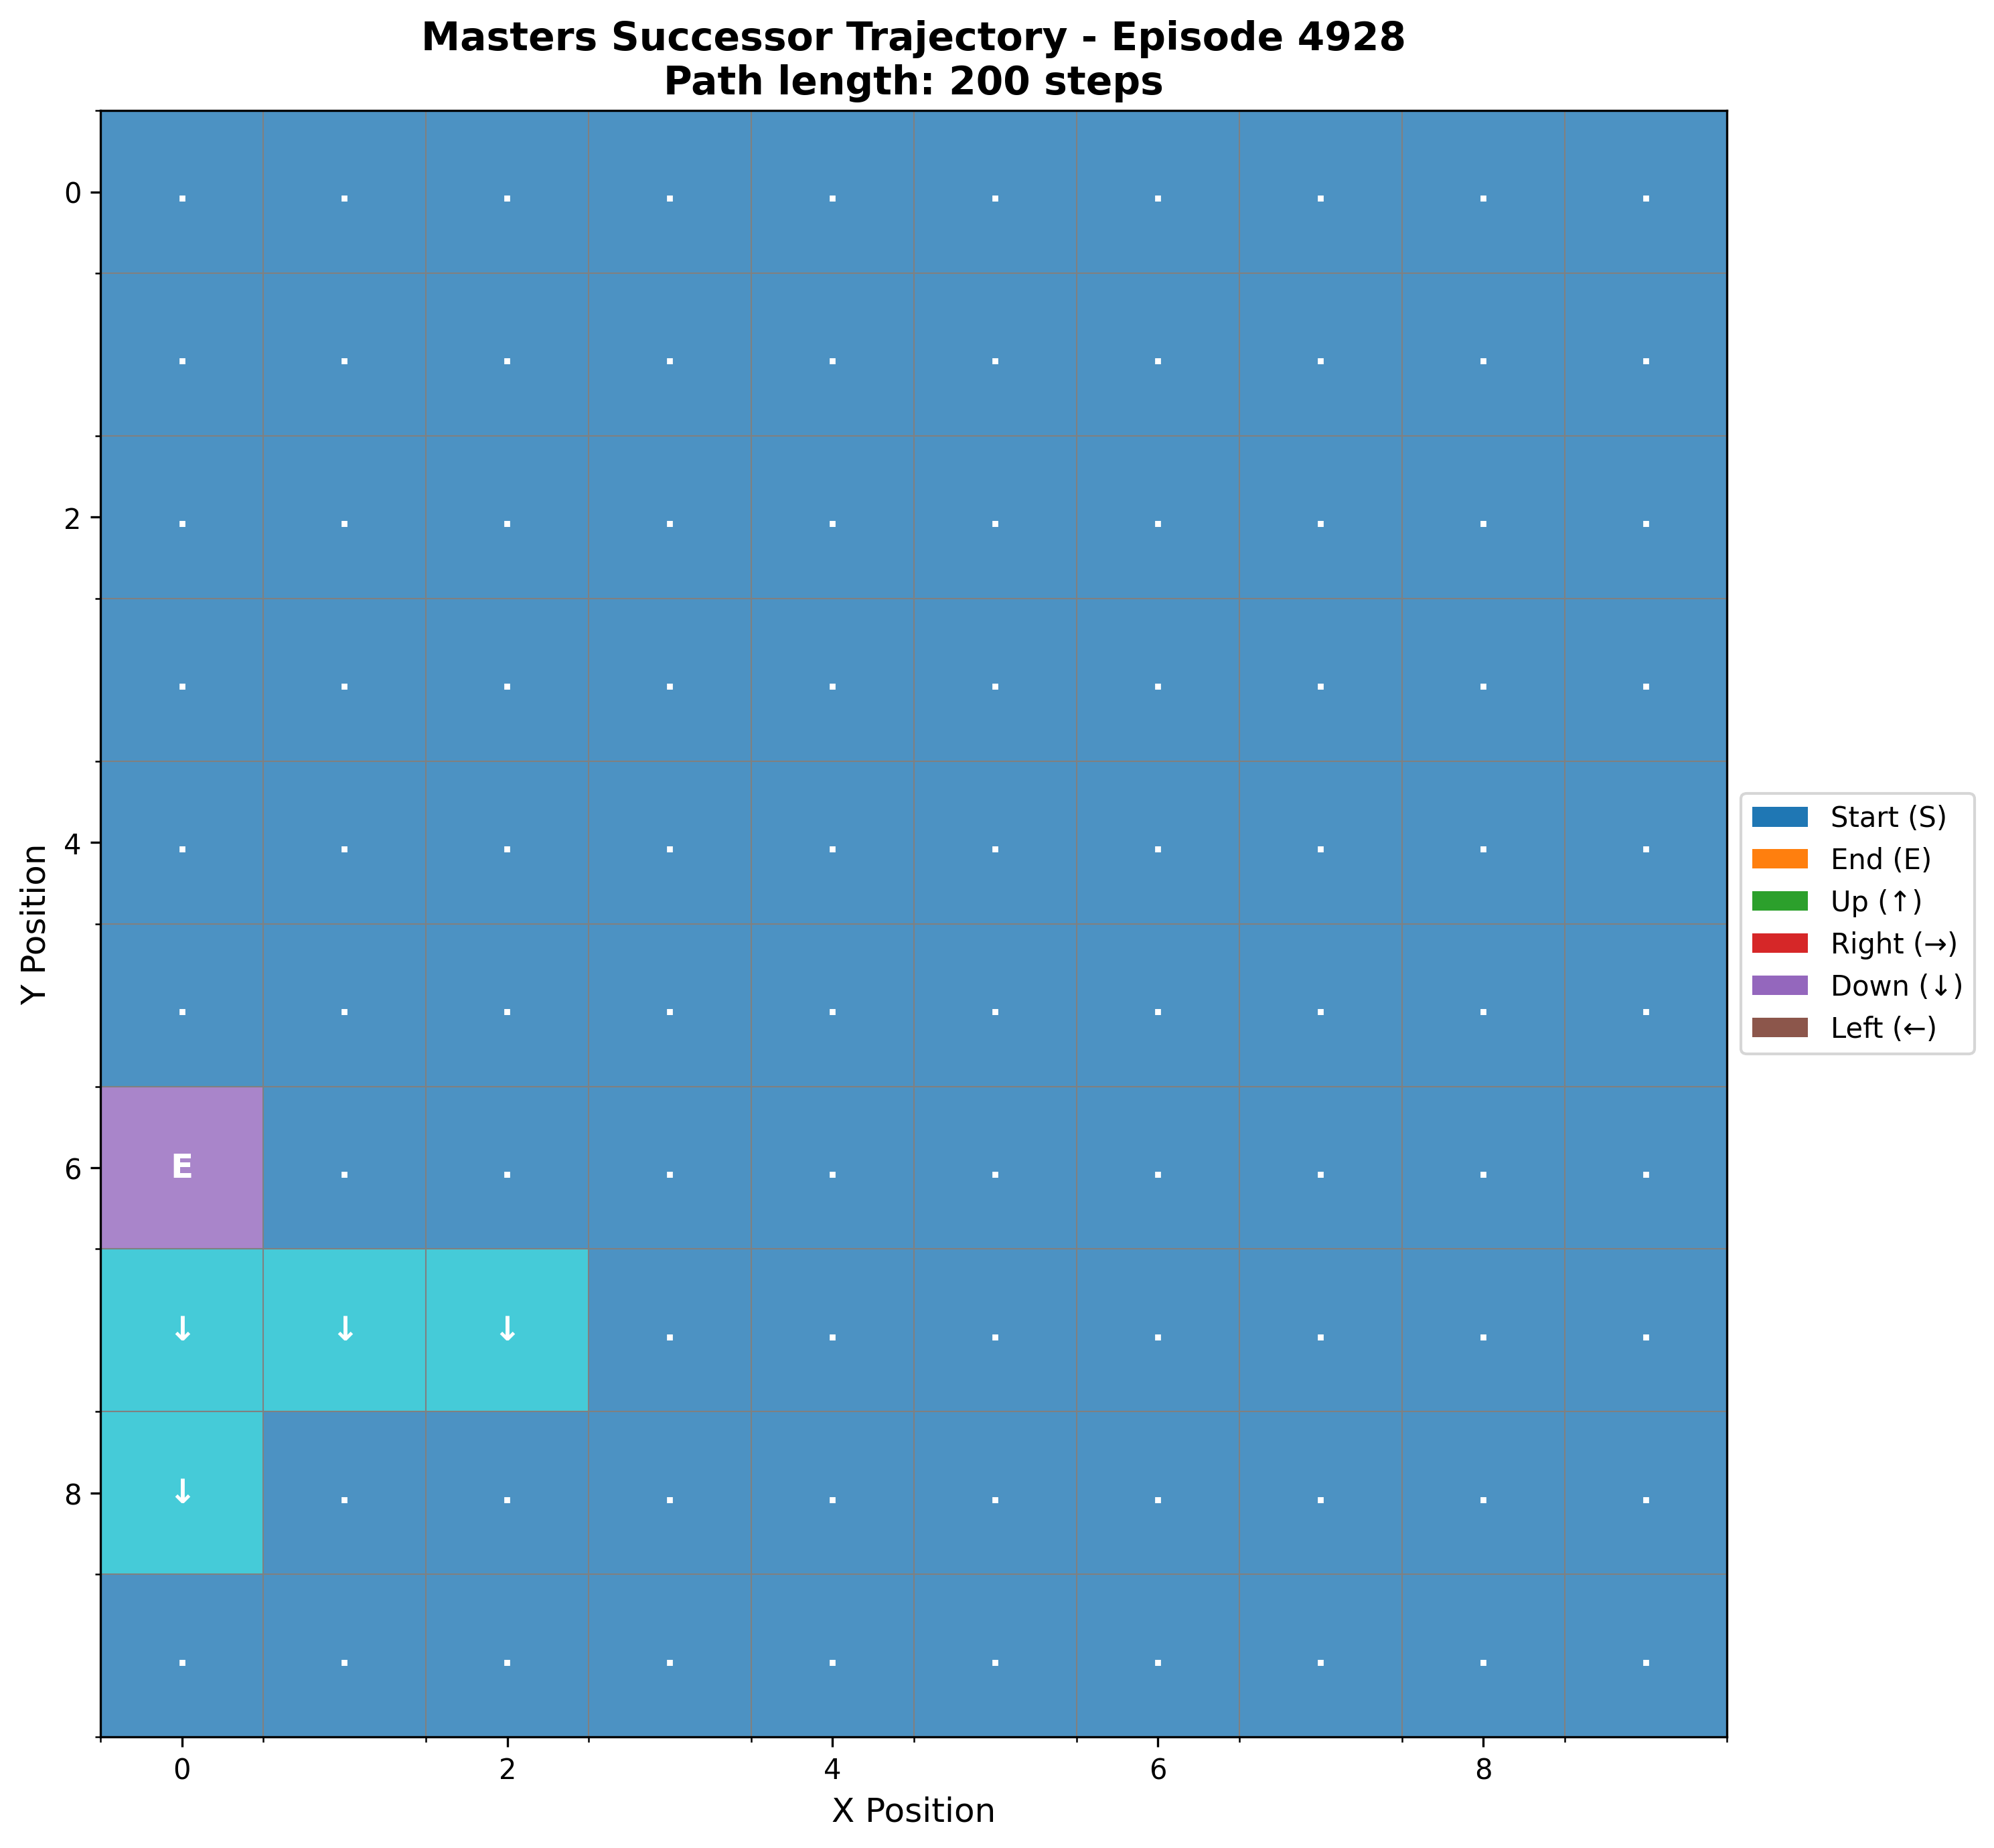 Masters Successor Trajectory - Episode 4928
Path length: 200 steps
Y Position
0
2
4
6
8
. . . . . . . . . .
. . . . . . . . . .
. . . . . . . . . .
. . . . . . . . . .
. . . . . . . . . .
. . . . . . . . . .
E . . . . . . . . .
↓ ↓ ↓ . . . . . . .
↓ . . . . . . . . .
. . . . . . . . . .
0 2 4 6 8
X Position
Start (S)
End (E)
Up (↑)
Right (→)
Down (↓)
Left (←)